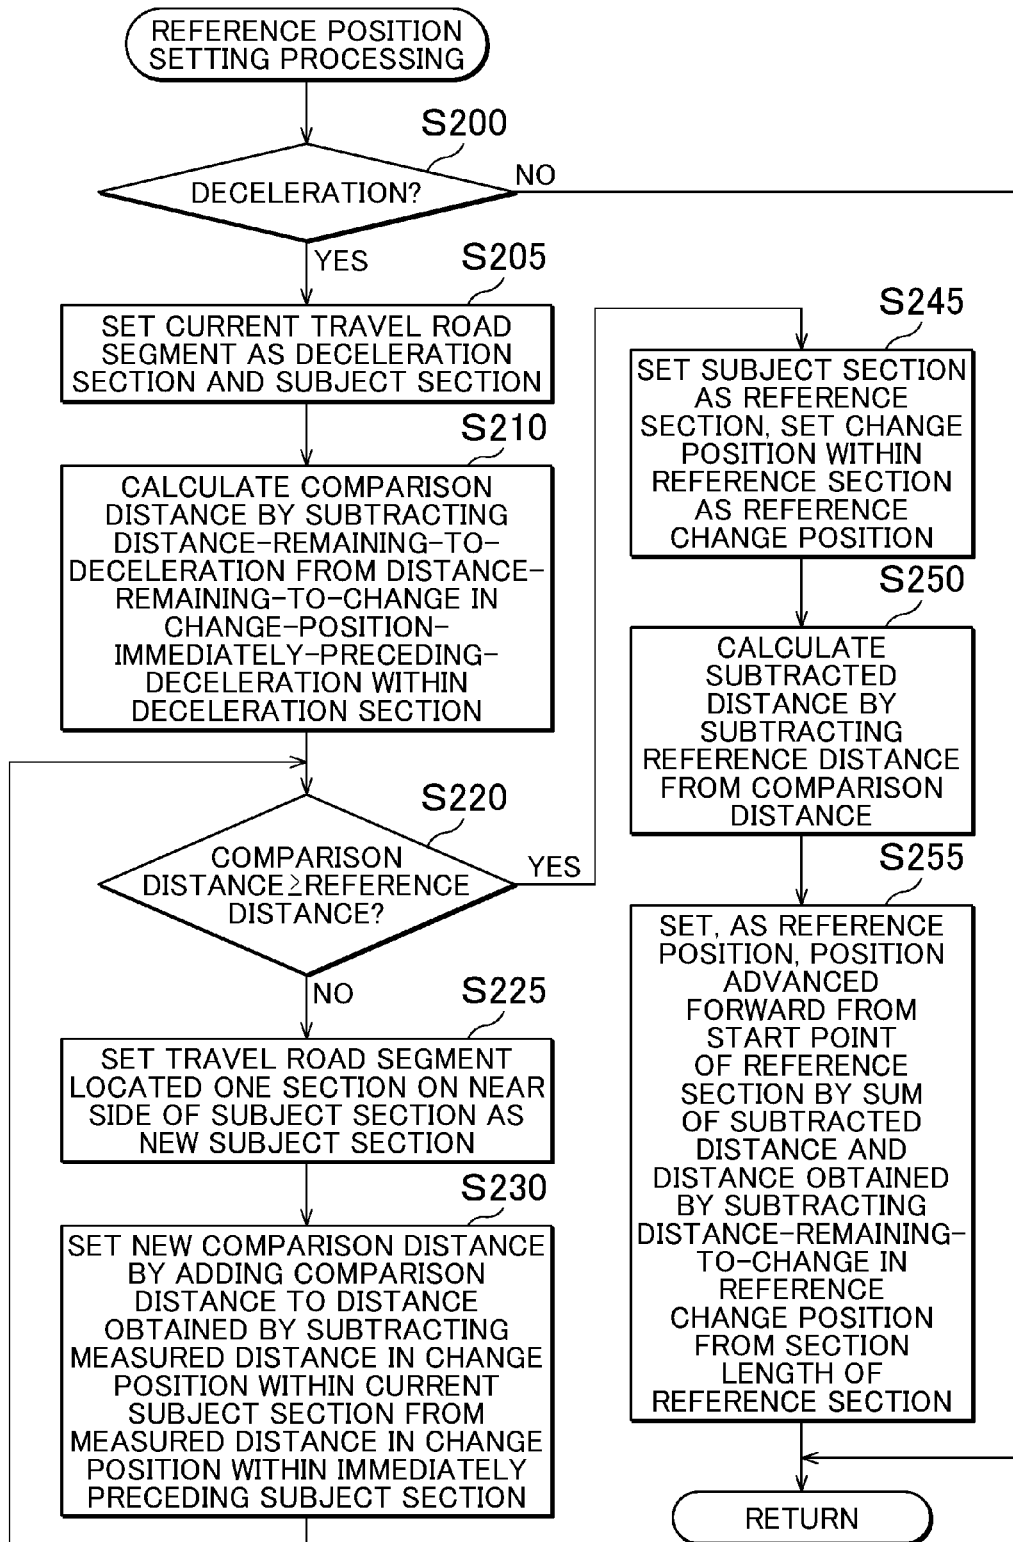 REFERENCE POSITION
SETTING PROCESSING
S200
DECELERATION?
NO
YES
S205
SET CURRENT TRAVEL ROAD
SEGMENT AS DECELERATION
SECTION AND SUBJECT SECTION
S210
CALCULATE COMPARISON
DISTANCE BY SUBTRACTING
DISTANCE-REMAINING-TO-
DECELERATION FROM DISTANCE-
REMAINING-TO-CHANGE IN
CHANGE-POSITION-
IMMEDIATELY-PRECEDING-
DECELERATION WITHIN
DECELERATION SECTION
S220
COMPARISON
DISTANCE≧REFERENCE
DISTANCE?
YES
NO
S225
SET TRAVEL ROAD SEGMENT
LOCATED ONE SECTION ON NEAR
SIDE OF SUBJECT SECTION AS
NEW SUBJECT SECTION
S230
SET NEW COMPARISON DISTANCE
BY ADDING COMPARISON
DISTANCE TO DISTANCE
OBTAINED BY SUBTRACTING
MEASURED DISTANCE IN CHANGE
POSITION WITHIN CURRENT
SUBJECT SECTION FROM
MEASURED DISTANCE IN CHANGE
POSITION WITHIN IMMEDIATELY
PRECEDING SUBJECT SECTION
S245
SET SUBJECT SECTION
AS REFERENCE
SECTION, SET CHANGE
POSITION WITHIN
REFERENCE SECTION
AS REFERENCE
CHANGE POSITION
S250
CALCULATE
SUBTRACTED
DISTANCE BY
SUBTRACTING
REFERENCE DISTANCE
FROM COMPARISON
DISTANCE
S255
SET, AS REFERENCE
POSITION, POSITION
ADVANCED
FORWARD FROM
START POINT
OF REFERENCE
SECTION BY SUM
OF SUBTRACTED
DISTANCE AND
DISTANCE OBTAINED
BY SUBTRACTING
DISTANCE-REMAINING-
TO-CHANGE IN
REFERENCE
CHANGE POSITION
FROM SECTION
LENGTH OF
REFERENCE SECTION
RETURN